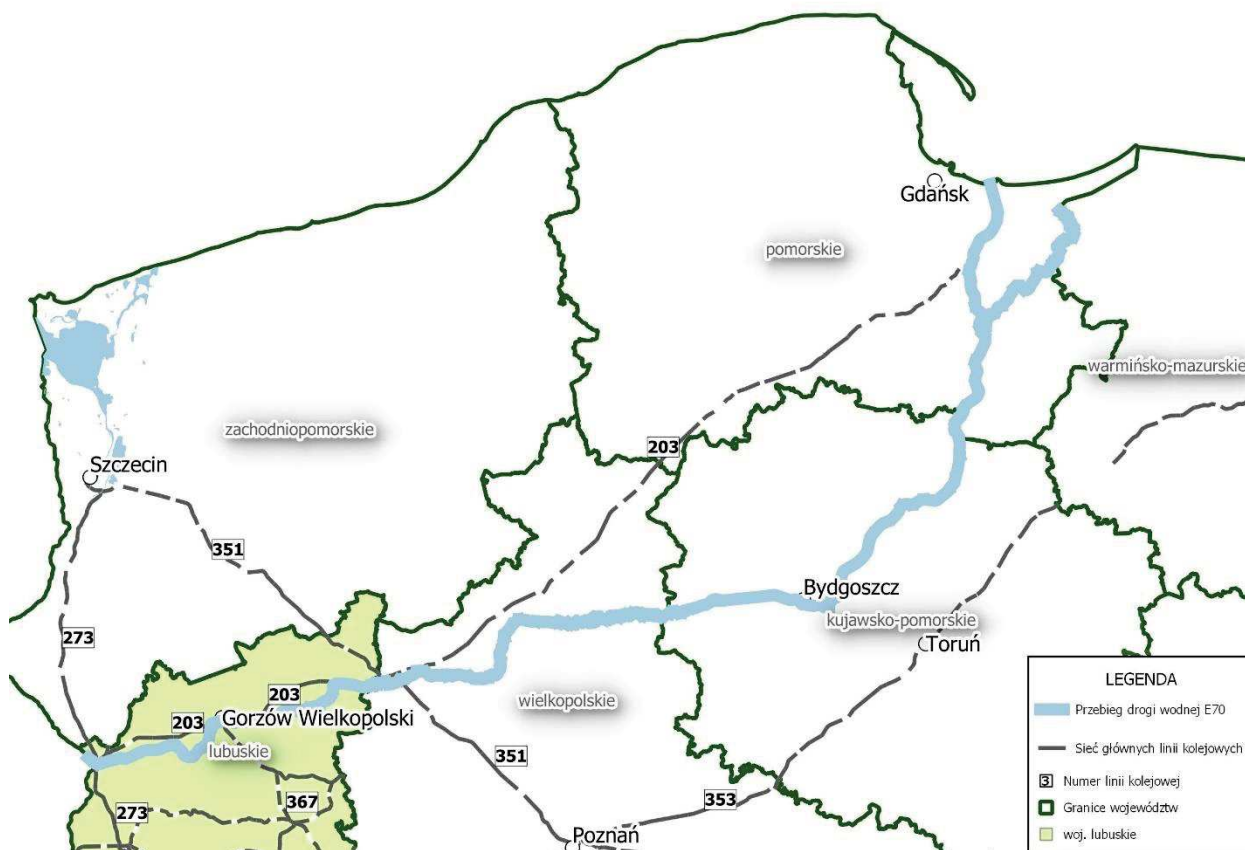 Gdańsk
pomorskie
warmińsko-mazurskie
zachodniopomorskie
203
Szczecin
351
Bydgoszcz
kujawsko-pomorskie
Toruń
273
203
wielkopolskie
203
Gorzów Wielkopolski
lubuskie
351
367
273
353
Poznań
LEGENDA
Przebieg drogi wodnej E70
Sieć głównych linii kolejowych
3 Numer linii kolejowej
Granice województw
woj. lubuskie